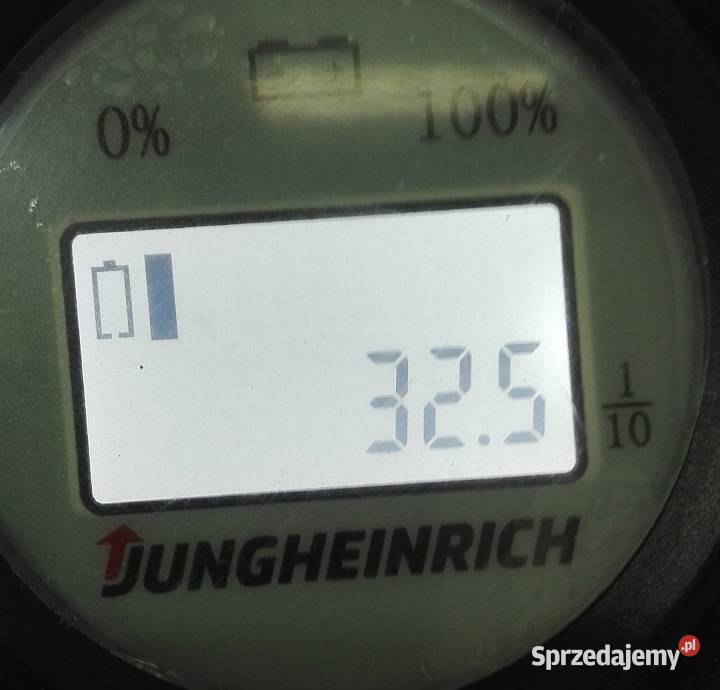 - +
0% 100%
32.5
1/10
JUNGHEINRICH
Sprzedajemy.pl